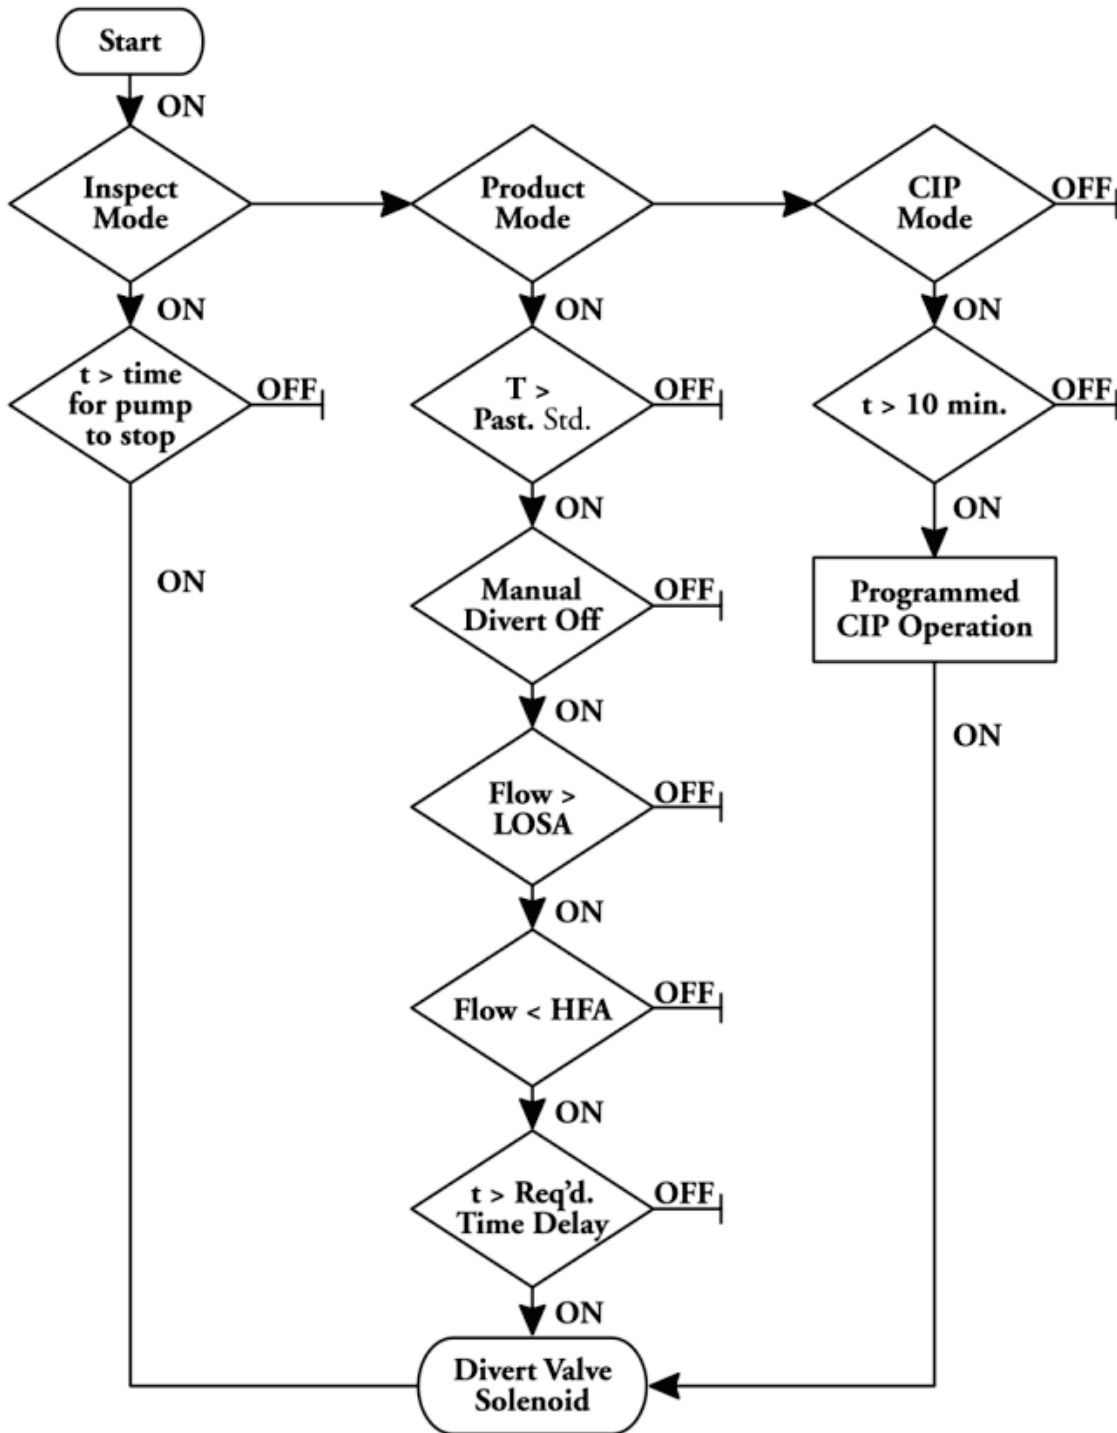 Start
ON
Inspect
Mode
Product
Mode
CIP
Mode
OFF
ON
ON
ON
t > time
for pump
to stop
OFF
T >
Past. Std.
OFF
t > 10 min.
OFF
ON
ON
ON
Manual
Divert Off
OFF
Programmed
CIP Operation
ON
ON
Flow >
LOSA
OFF
ON
Flow < HFA
OFF
ON
t > Req’d.
Time Delay
OFF
ON
Divert Valve
Solenoid